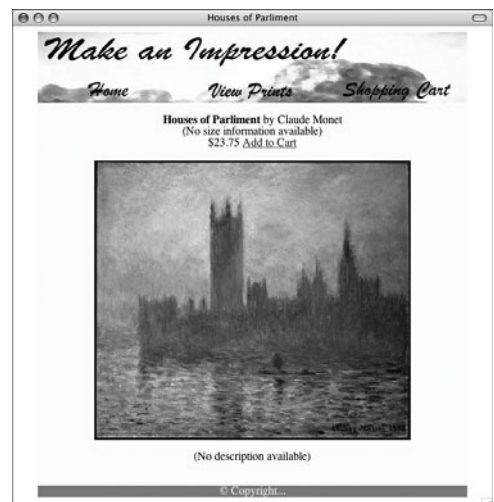 Houses of Parliment
Make an Impression!
Home View Prints Shopping Cart
Houses of Parliment by Claude Monet
(No size information available)
$23.75 Add to Cart
(No description available)
© Copyright...